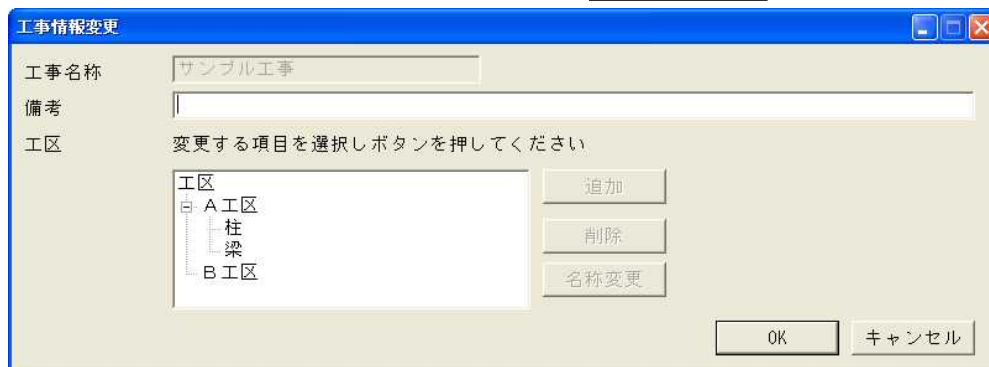 工事情報変更
工事名称 サンプル工事
備考
工区 変更する項目を選択しボタンを押してください
工区
A工区
柱
梁
B工区
追加
削除
名称変更
OK キャンセル